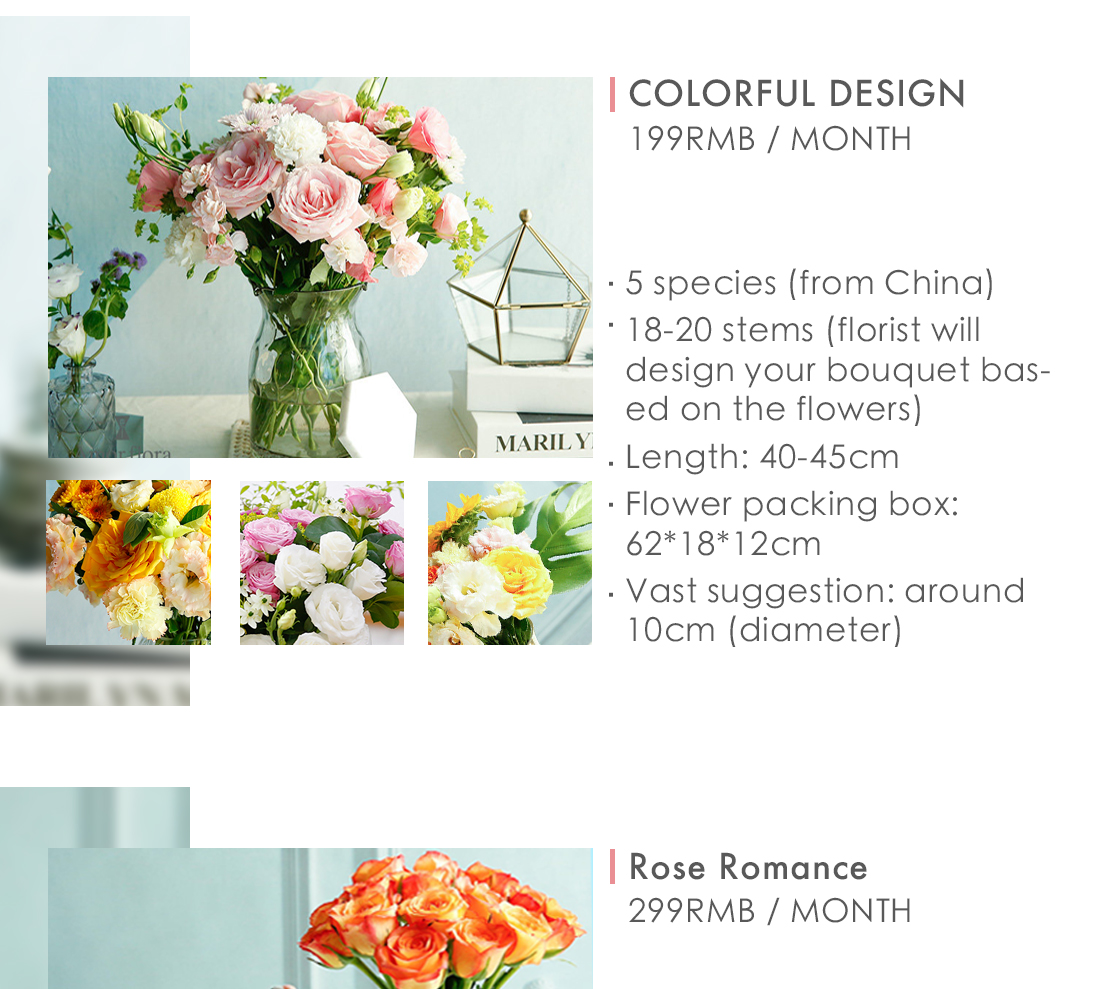 COLORFUL DESIGN
199RMB / MONTH
· 5 species (from China)
· 18-20 stems (florist will
design your bouquet bas-
ed on the flowers)
· Length: 40-45cm
· Flower packing box:
62*18*12cm
· Vast suggestion: around
10cm (diameter)
MARILY
Rose Romance
299RMB / MONTH